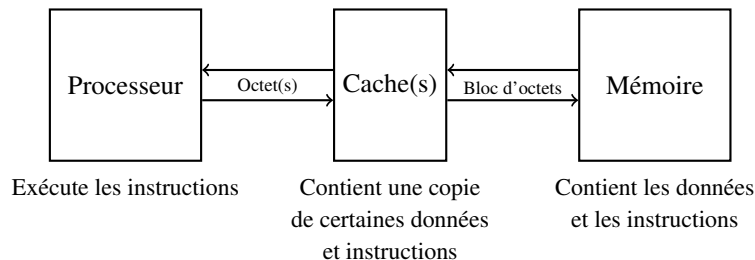 Processeur
Octet(s)
Cache(s)
Bloc d'octets
Mémoire
Exécute les instructions
Contient une copie
de certaines données
et instructions
Contient les données
et les instructions